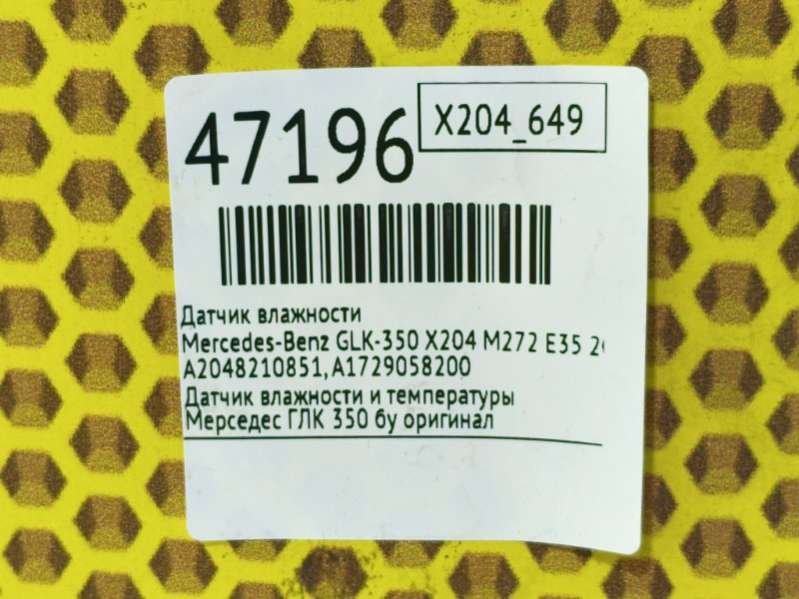 47196
X204_649
Датчик влажности
Mercedes-Benz GLK-350 X204 M272 E35
A2048210851,A1729058200
Датчик влажности и температуры
Мерседес ГЛК 350 бу оригинал